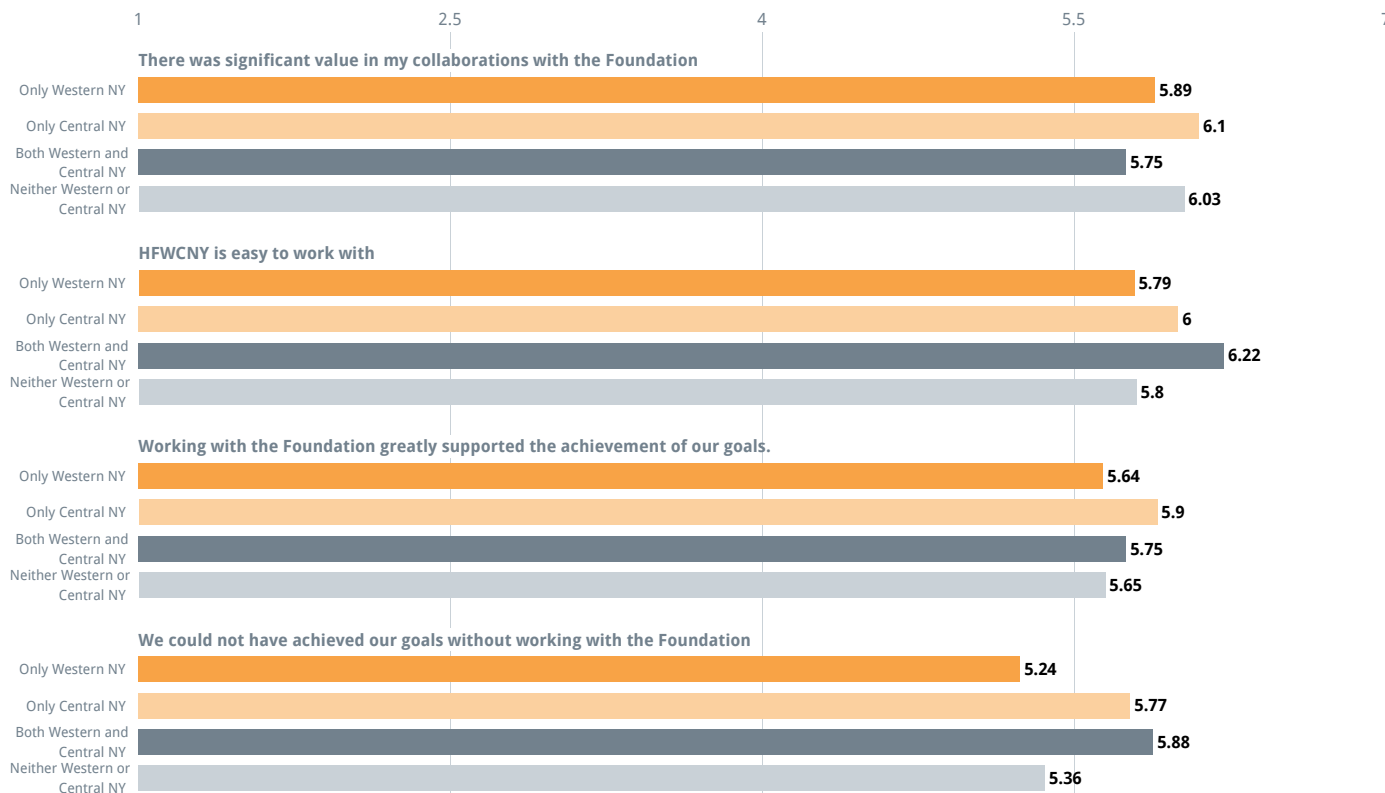 1 2.5 4 5.5 7
There was significant value in my collaborations with the Foundation
Only Western NY 5.89
Only Central NY 6.1
Both Western and
Central NY 5.75
Neither Western or
Central NY 6.03
HFWCNY is easy to work with
Only Western NY 5.79
Only Central NY 6
Both Western and
Central NY 6.22
Neither Western or
Central NY 5.8
Working with the Foundation greatly supported the achievement of our goals.
Only Western NY 5.64
Only Central NY 5.9
Both Western and
Central NY 5.75
Neither Western or
Central NY 5.65
We could not have achieved our goals without working with the Foundation
Only Western NY 5.24
Only Central NY 5.77
Both Western and
Central NY 5.88
Neither Western or
Central NY 5.36